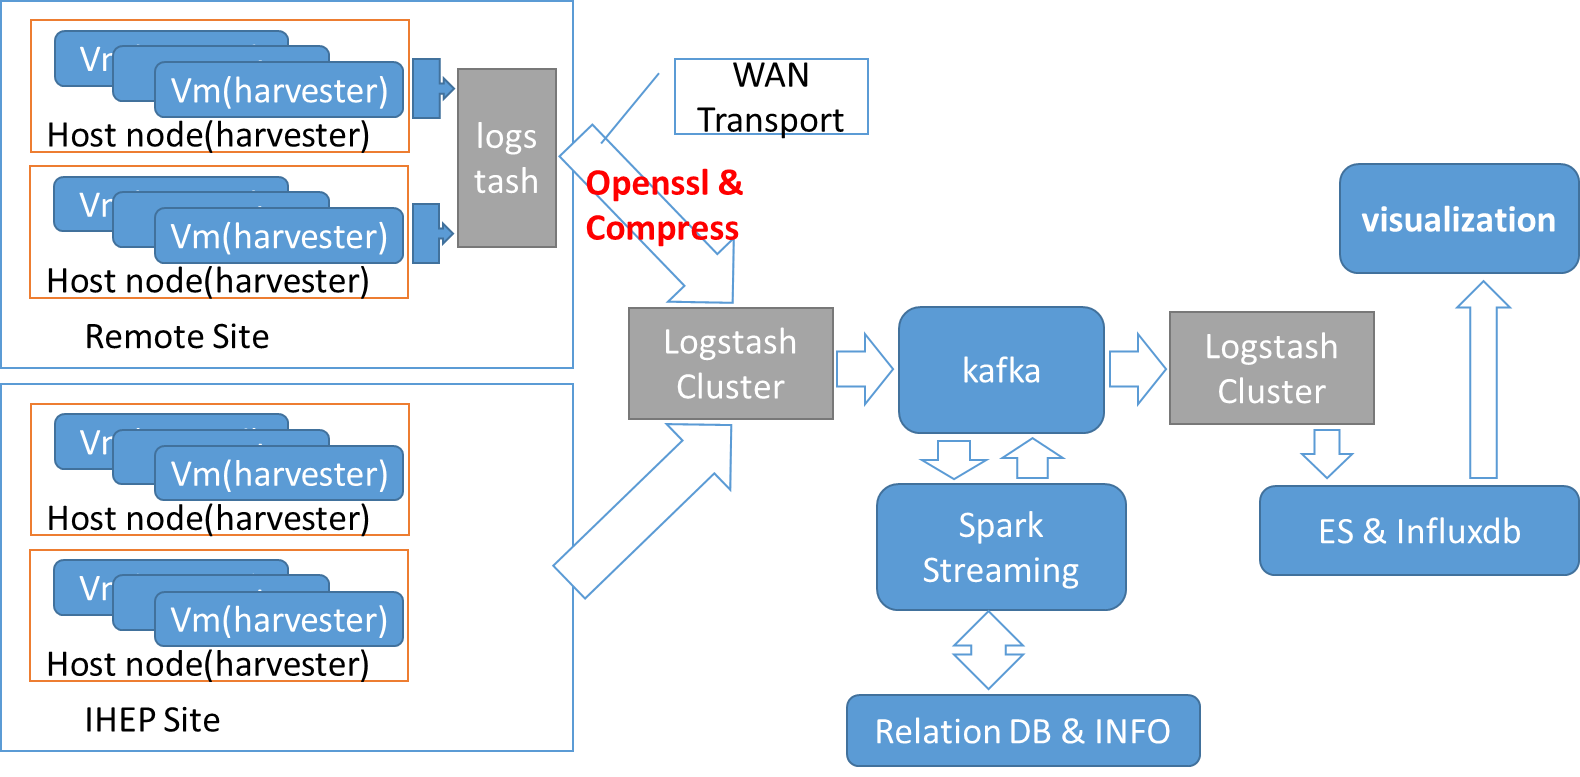 Vm(harvester)
Host node(harvester)
Vm(harvester)
Host node(harvester)
Remote Site
logs
tash
WAN
Transport
Openssl &
Compress
Vm(harvester)
Host node(harvester)
Vm(harvester)
Host node(harvester)
IHEP Site
Logstash
Cluster
kafka
Logstash
Cluster
visualization
Spark
Streaming
ES & Influxdb
Relation DB & INFO